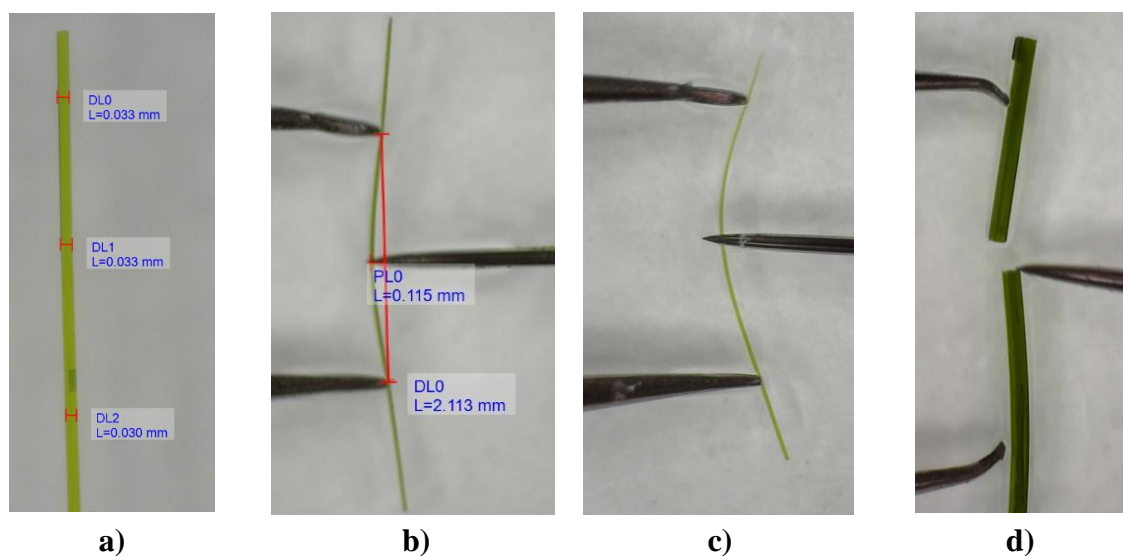 DL0
L=0.033 mm
DL1
L=0.033 mm
DL2
L=0.030 mm
PL0
L=0.115 mm
DL0
L=2.113 mm
a)
b)
c)
d)